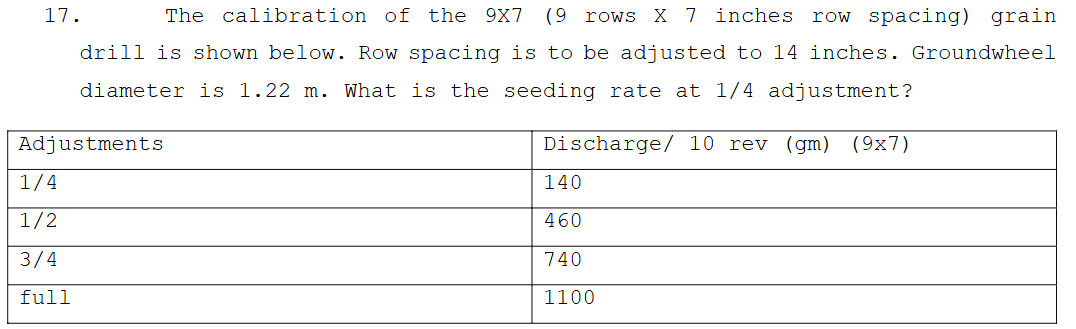 17. The calibration of the 9X7 (9 rows X 7 inches row spacing) grain
drill is shown below. Row spacing is to be adjusted to 14 inches. Groundwheel
diameter is 1.22 m. What is the seeding rate at 1/4 adjustment?
Adjustments Discharge/ 10 rev (gm) (9x7)
1/4 140
1/2 460
3/4 740
full 1100